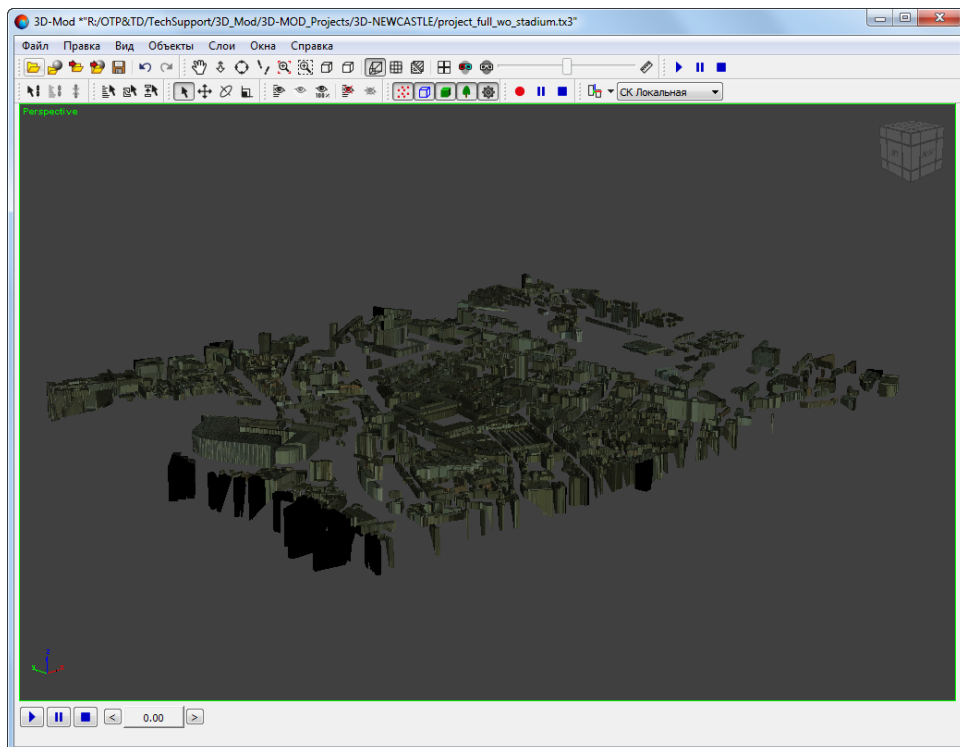 3D-Mod *"R:/OTP&TD/TechSupport/3D_Mod/3D-MOD_Projects/3D-NEWCASTLE/project_full_wo_stadium.tx3"
Файл Правка Вид Объекты Слои Окна Справка
100%
СК Локальная
Perspective
z
< 0.00 >